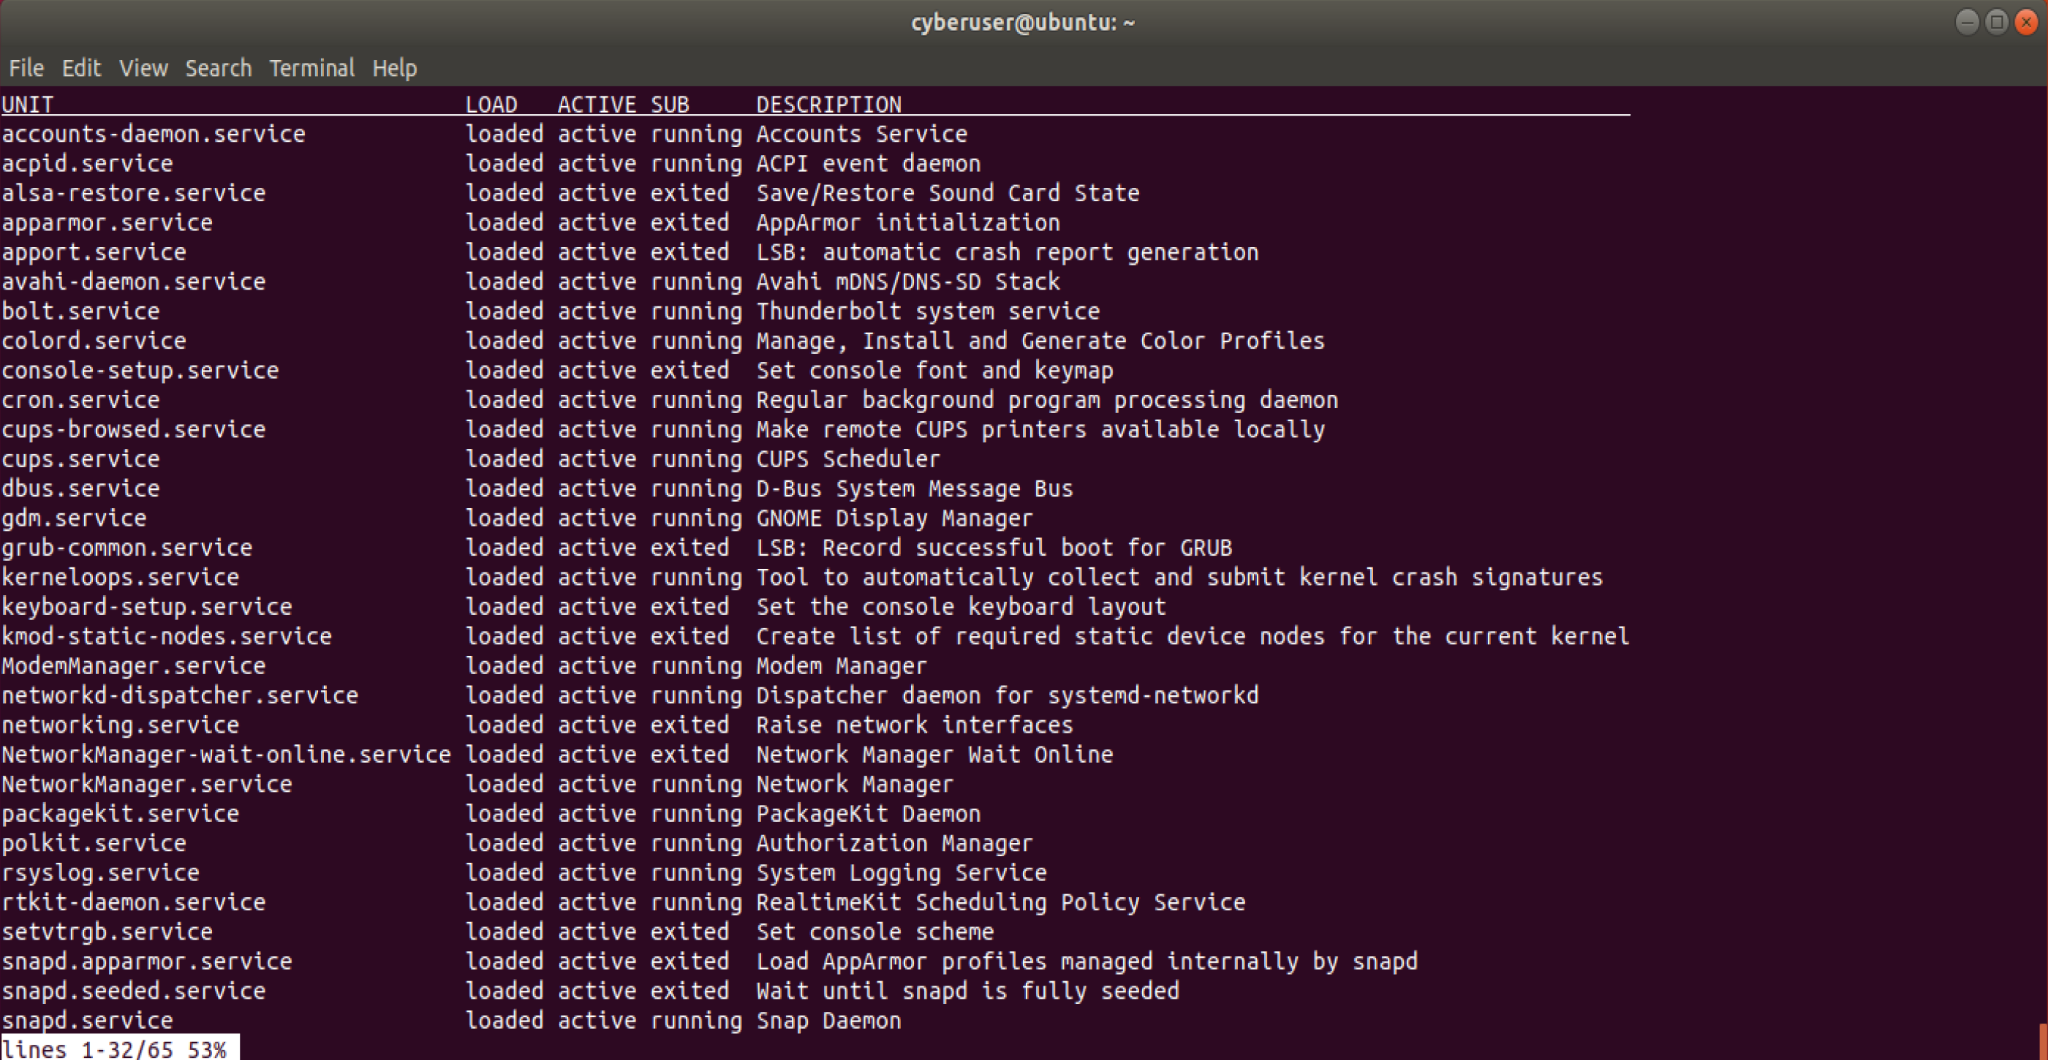 cyberuser@ubuntu: ~
File Edit View Search Terminal Help
UNIT LOAD ACTIVE SUB DESCRIPTION
accounts-daemon.service loaded active running Accounts Service
acpid.service loaded active running ACPI event daemon
alsa-restore.service loaded active exited Save/Restore Sound Card State
apparmor.service loaded active exited AppArmor initialization
apport.service loaded active exited LSB: automatic crash report generation
avahi-daemon.service loaded active running Avahi mDNS/DNS-SD Stack
bolt.service loaded active running Thunderbolt system service
colord.service loaded active running Manage, Install and Generate Color Profiles
console-setup.service loaded active exited Set console font and keymap
cron.service loaded active running Regular background program processing daemon
cups-browsed.service loaded active running Make remote CUPS printers available locally
cups.service loaded active running CUPS Scheduler
dbus.service loaded active running D-Bus System Message Bus
gdm.service loaded active running GNOME Display Manager
grub-common.service loaded active exited LSB: Record successful boot for GRUB
kerneloops.service loaded active running Tool to automatically collect and submit kernel crash signatures
keyboard-setup.service loaded active exited Set the console keyboard layout
kmod-static-nodes.service loaded active exited Create list of required static device nodes for the current kernel
ModemManager.service loaded active running Modem Manager
networkd-dispatcher.service loaded active running Dispatcher daemon for systemd-networkd
networking.service loaded active exited Raise network interfaces
NetworkManager-wait-online.service loaded active exited Network Manager Wait Online
NetworkManager.service loaded active running Network Manager
packagekit.service loaded active running PackageKit Daemon
polkit.service loaded active running Authorization Manager
rsyslog.service loaded active running System Logging Service
rtkit-daemon.service loaded active running RealtimeKit Scheduling Policy Service
setvtrgb.service loaded active exited Set console scheme
snapd.apparmor.service loaded active exited Load AppArmor profiles managed internally by snapd
snapd.seeded.service loaded active exited Wait until snapd is fully seeded
snapd.service loaded active running Snap Daemon
lines 1-32/65 53%